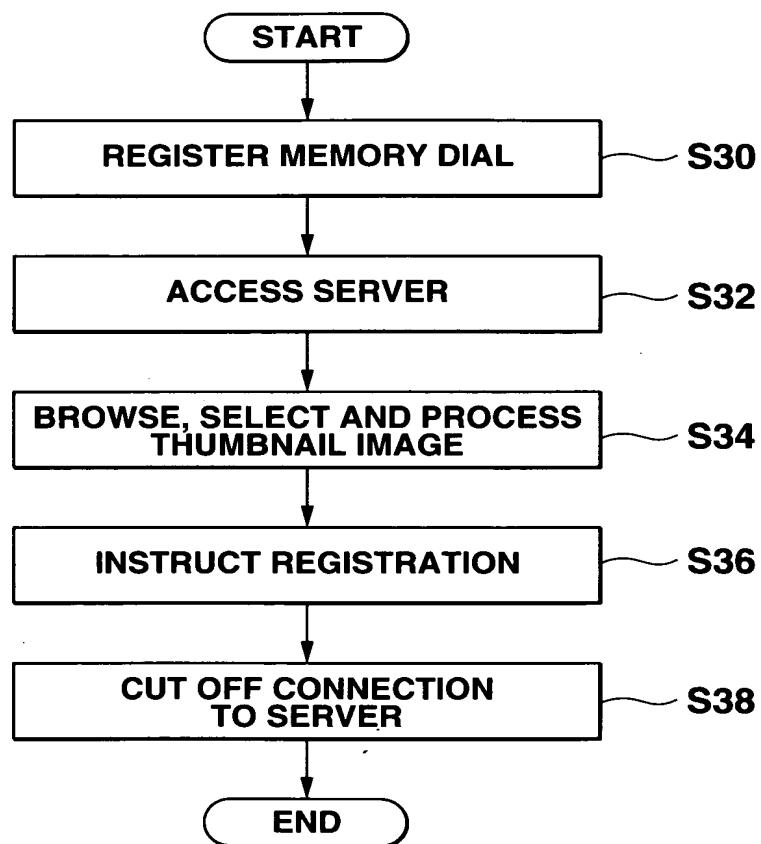 START
REGISTER MEMORY DIAL
S30
ACCESS SERVER
S32
BROWSE, SELECT AND PROCESS
THUMBNAIL IMAGE
S34
INSTRUCT REGISTRATION
S36
CUT OFF CONNECTION
TO SERVER
S38
END